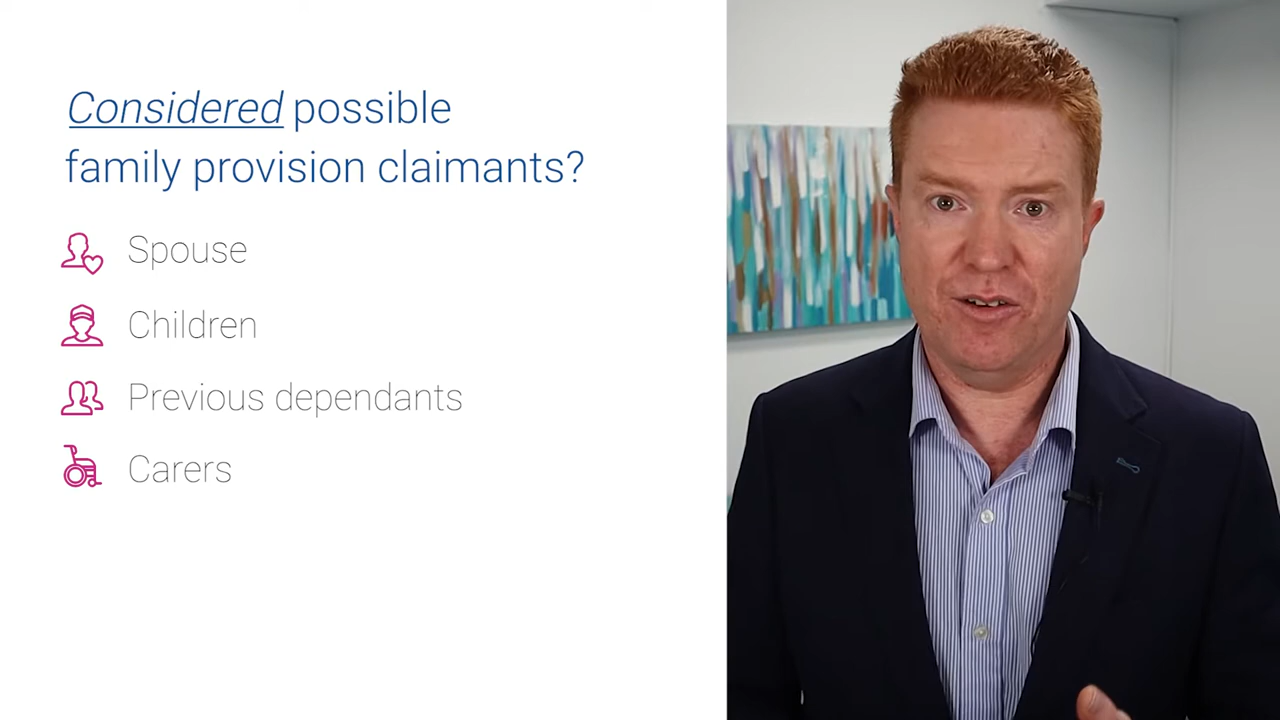 Considered possible
family provision claimants?
Spouse
Children
Previous dependants
Carers